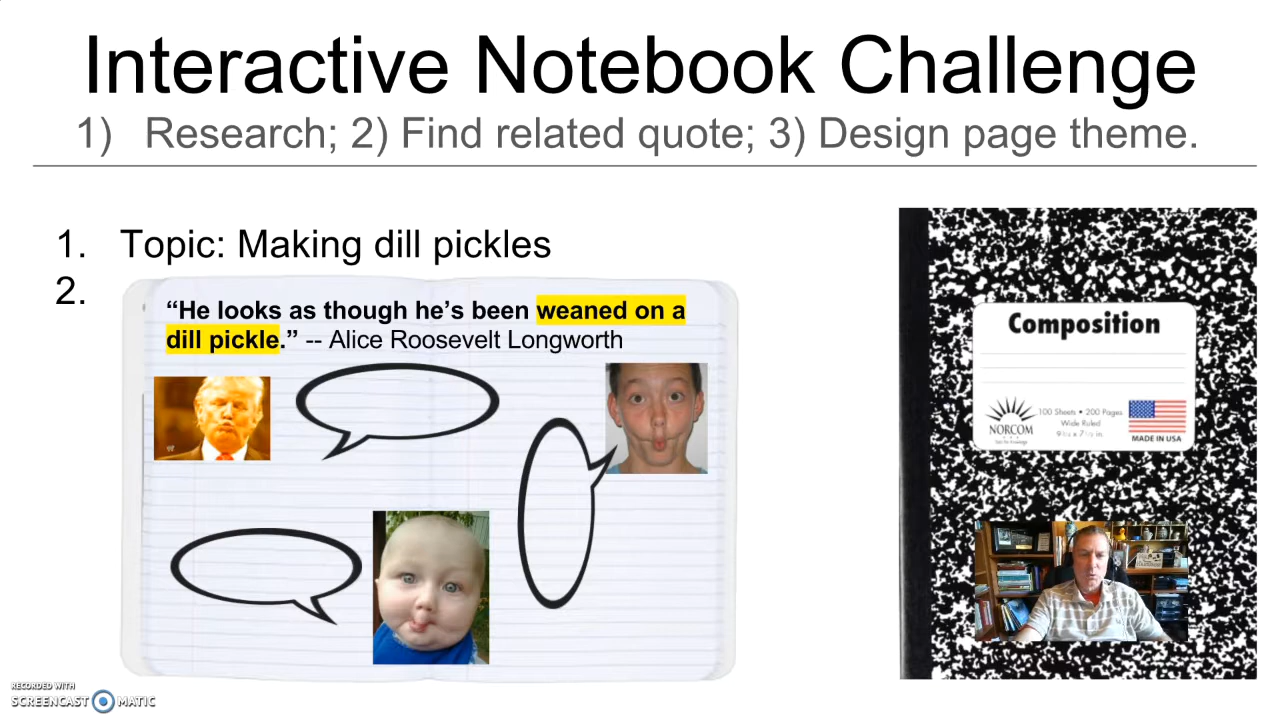 Interactive Notebook Challenge
1) Research; 2) Find related quote; 3) Design page theme.
1. Topic: Making dill pickles
2.
“He looks as though he’s been weaned on a
dill pickle.” -- Alice Roosevelt Longworth
Composition
100 Sheets • 200 Pages
Wide Ruled
NORCOM
MADE IN USA
RECORDED WITH
SCREENCAST MATIC